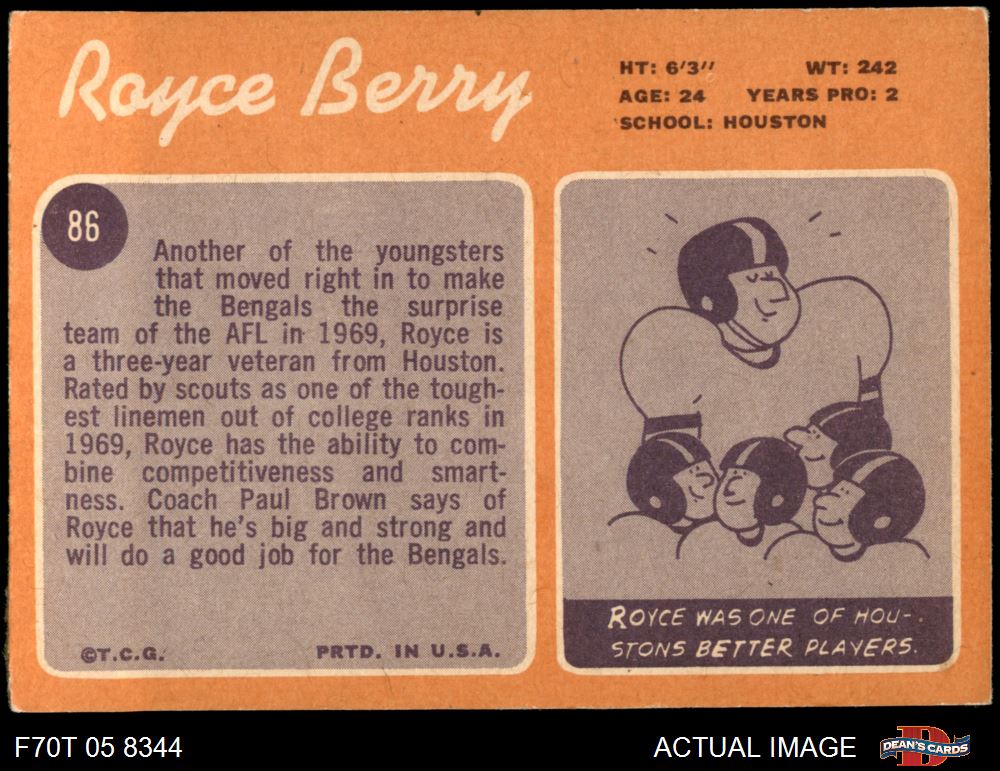 Royce Berry
HT: 6'3'' WT: 242
AGE: 24 YEARS PRO: 2
SCHOOL: HOUSTON
86
Another of the youngsters
that moved right in to make
the Bengals the surprise
team of the AFL in 1969, Royce is
a three-year veteran from Houston.
Rated by scouts as one of the tough-
est linemen out of college ranks in
1969, Royce has the ability to com-
bine competitiveness and smart-
ness. Coach Paul Brown says of
Royce that he's big and strong and
will do a good job for the Bengals.
©T.C.G. PRTD. IN U.S.A.
ROYCE WAS ONE OF HOU-
STONS BETTER PLAYERS.
F70T 05 8344 ACTUAL IMAGE DEAN'S CARDS